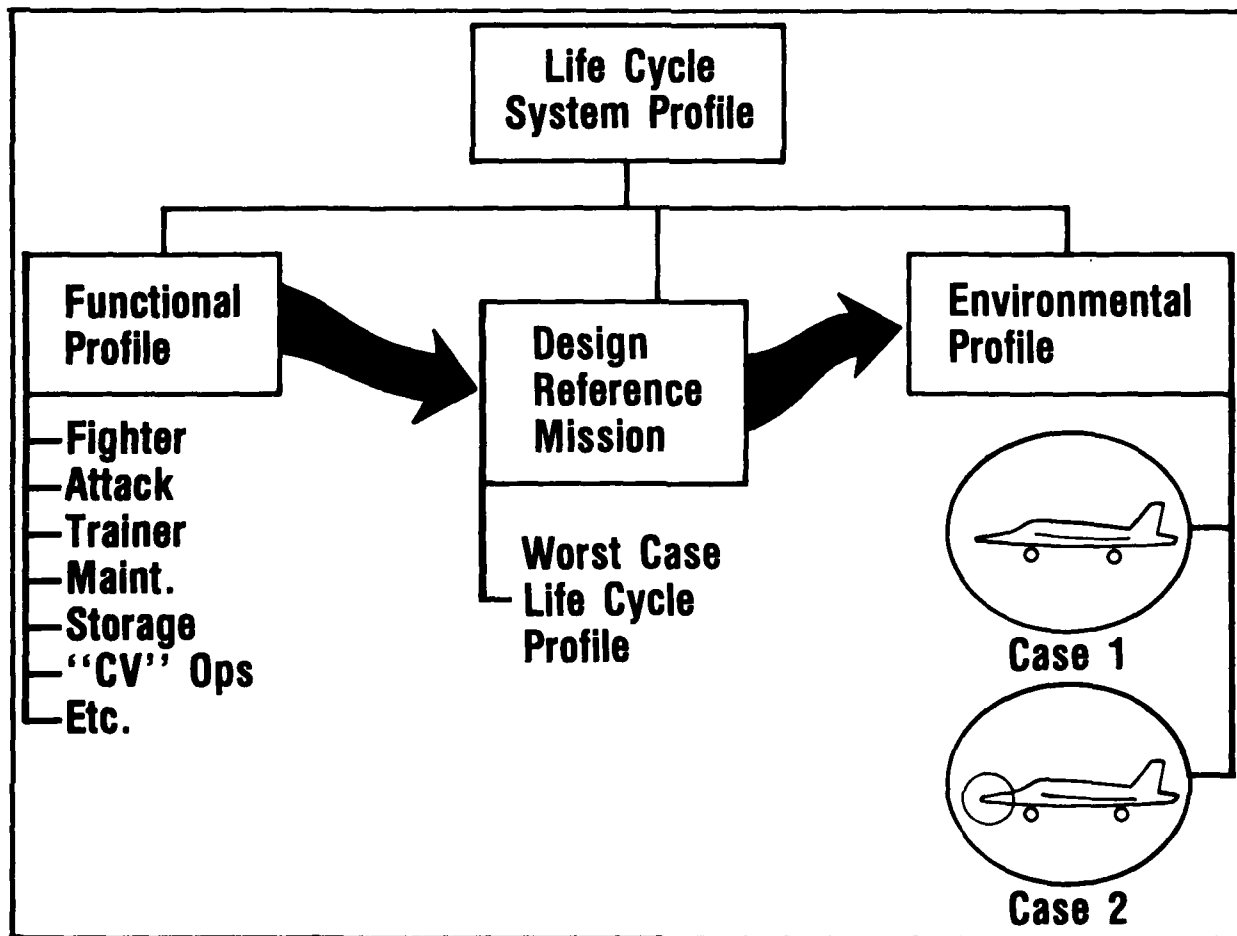 Life Cycle
System Profile
Functional
Profile
Fighter
Attack
Trainer
Maint.
Storage
“CV” Ops
Etc.
Design
Reference
Mission
Worst Case
Life Cycle
Profile
Environmental
Profile
Case 1
Case 2